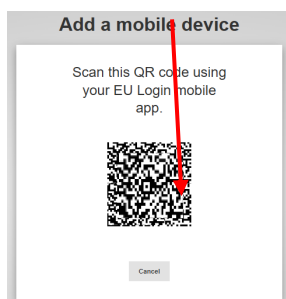 Add a mobile device
Scan this QR code using
your EU Login mobile
app.
Cancel